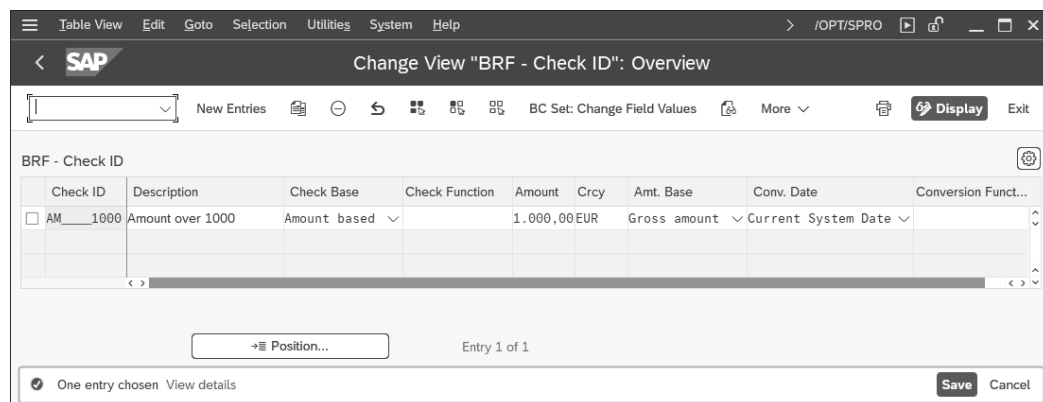 Table View Edit Goto Selection Utilities System Help /OPT/SPRO
SAP Change View "BRF - Check ID": Overview
New Entries BC Set: Change Field Values More Display Exit
BRF - Check ID
Check ID Description Check Base Check Function Amount Crcy Amt. Base Conv. Date Conversion Funct...
AM____1000 Amount over 1000 Amount based 1.000,00 EUR Gross amount Current System Date
Position... Entry 1 of 1
One entry chosen View details Save Cancel